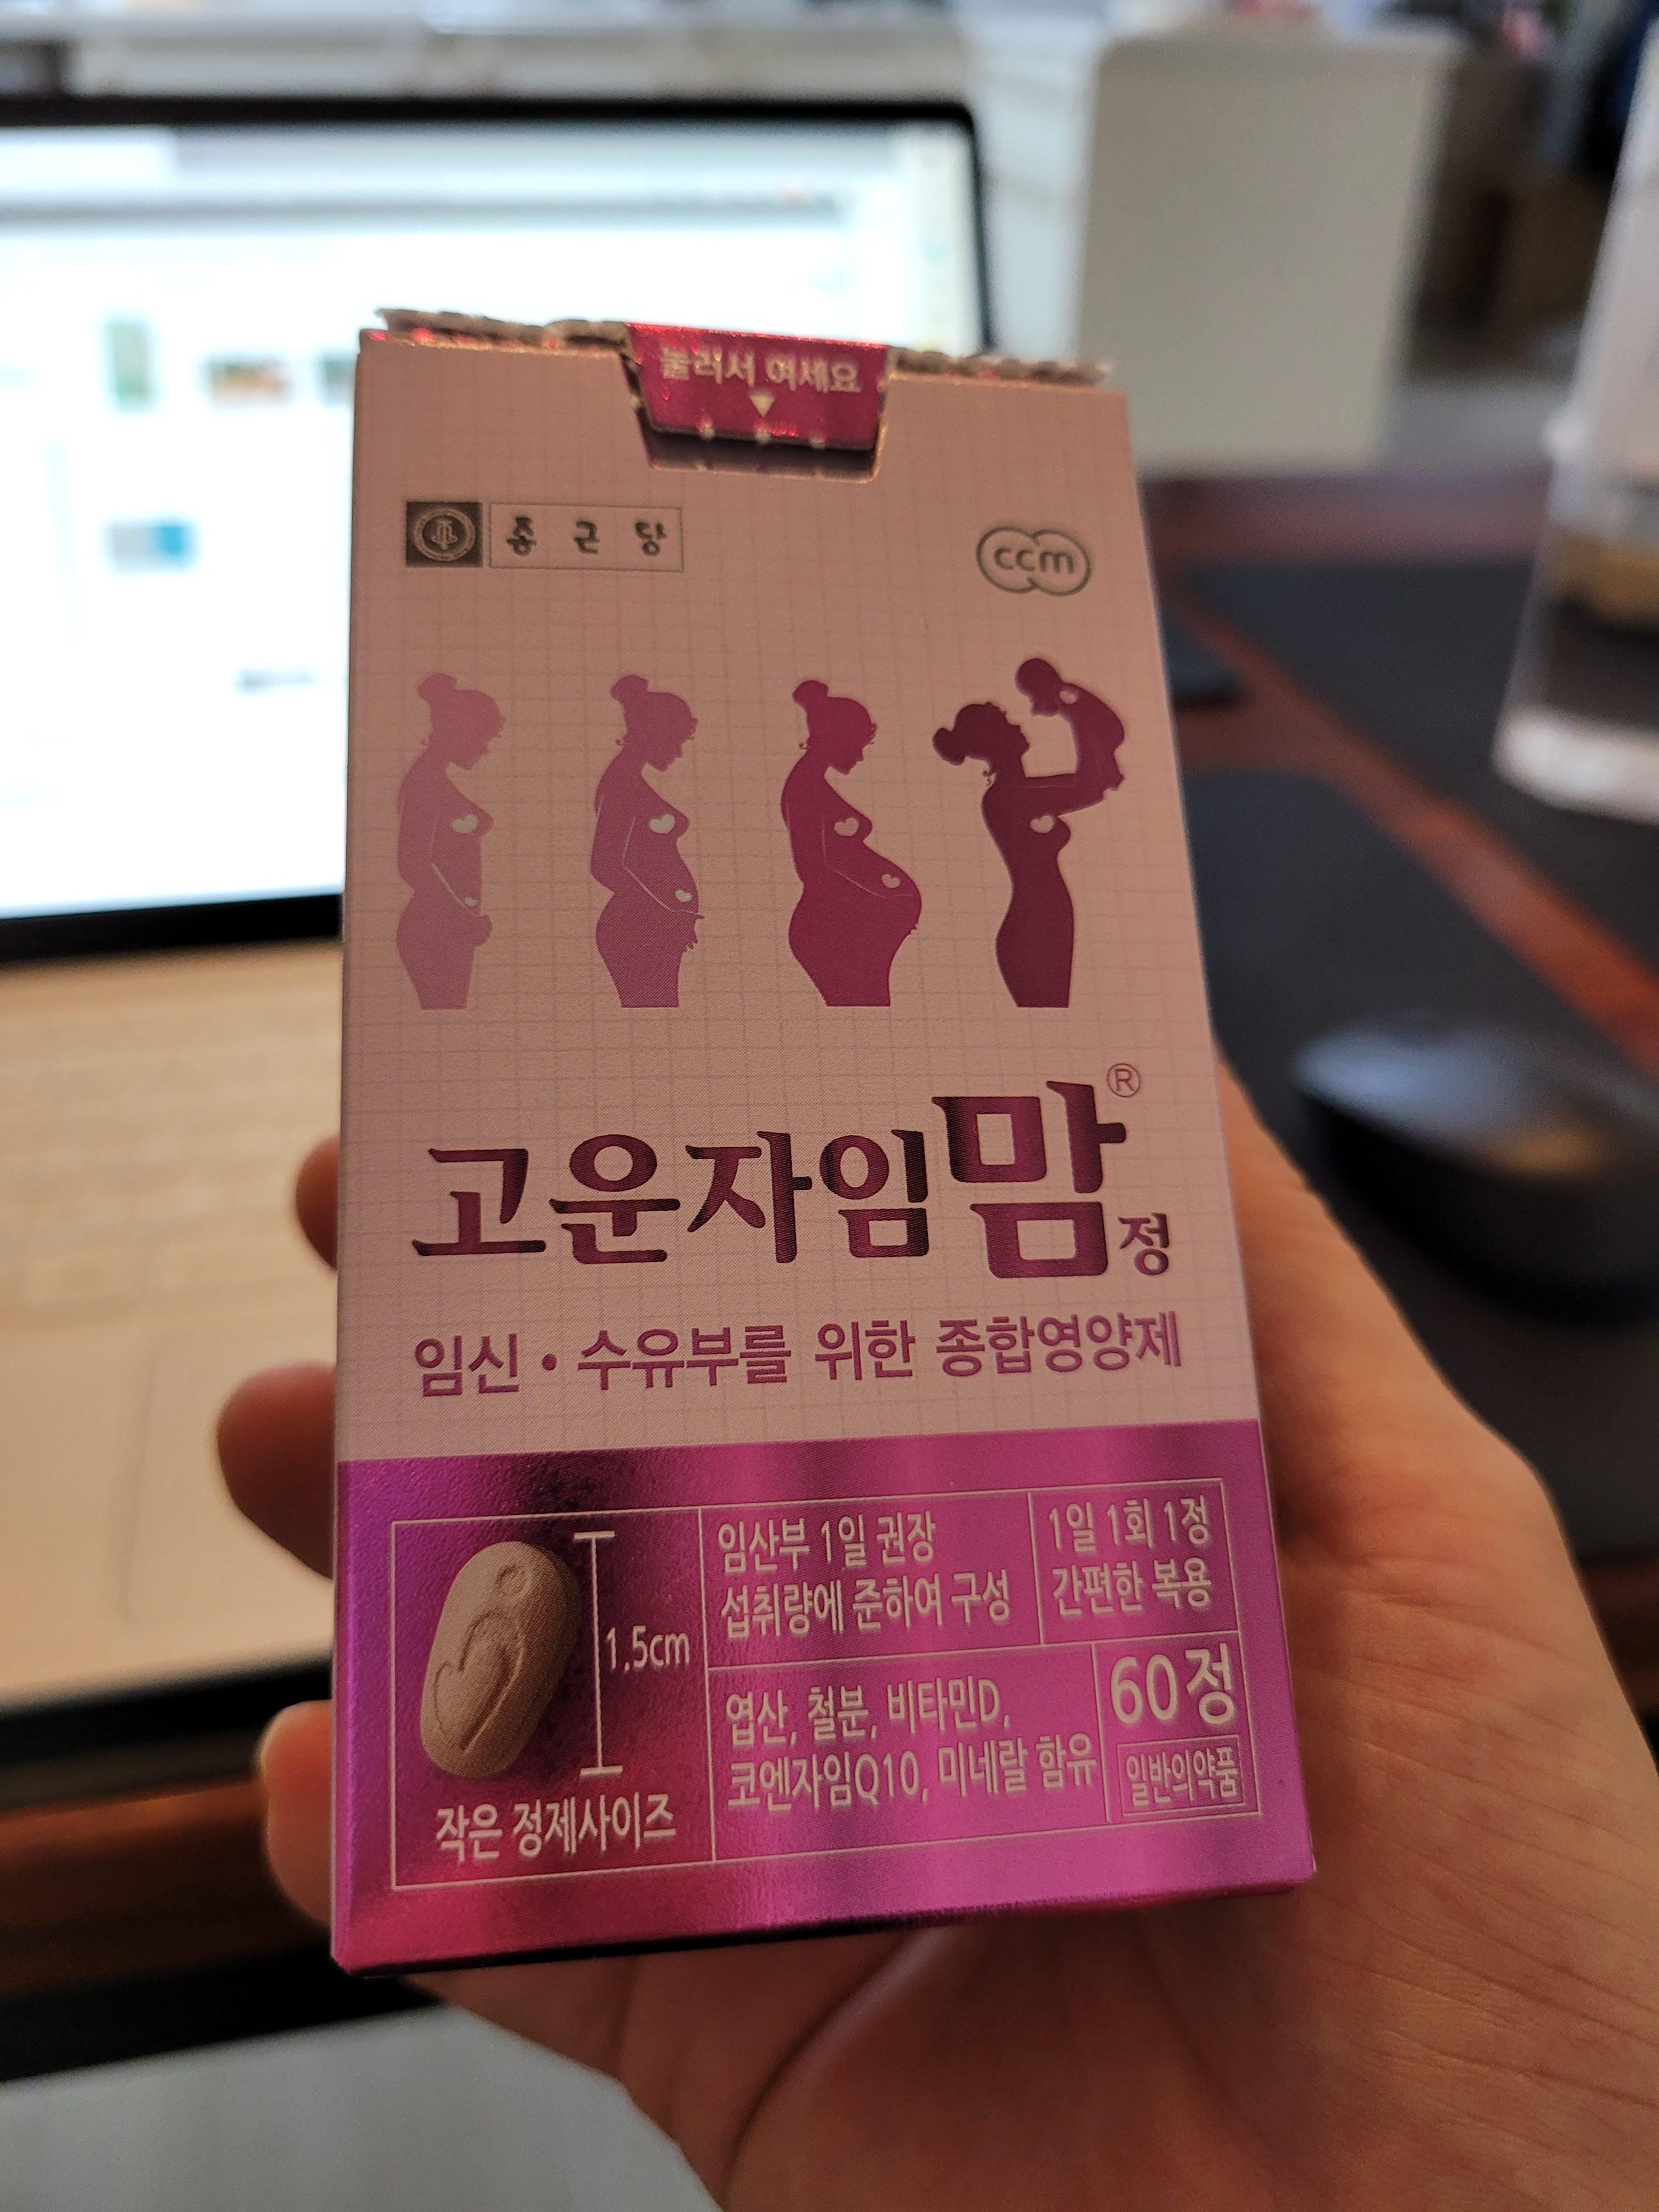 눌러서 여세요
종근당
ccm
고운자임맘®정
임신·수유부를 위한 종합영양제
1.5cm
작은 정제사이즈
임산부 1일 권장
섭취량에 준하여 구성
1일 1회 1정
간편한 복용
엽산, 철분, 비타민D,
코엔자임Q10, 미네랄 함유
60정
일반의약품